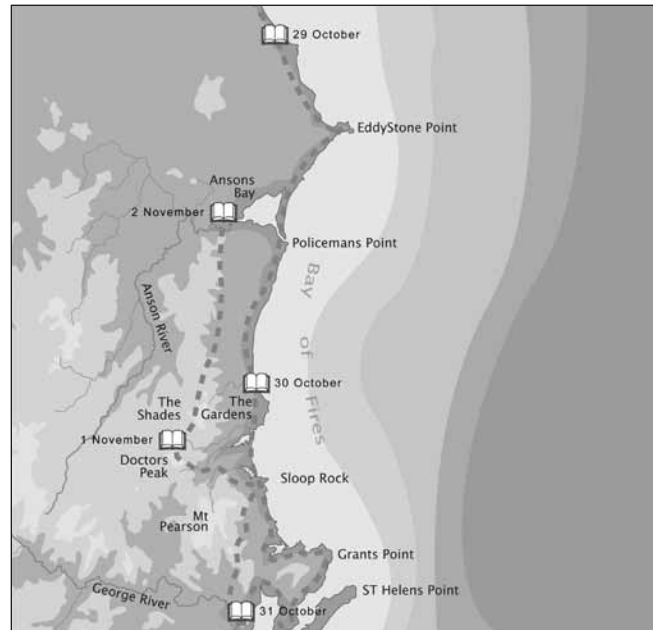 29 October
EddyStone Point
Ansons
Bay
2 November
Policemans Point
Bay of Fires
Anson River
30 October
The
Shades
The
Gardens
1 November
Doctors
Peak
Sloop Rock
Mt
Pearson
Grants Point
George River
ST Helens Point
31 October